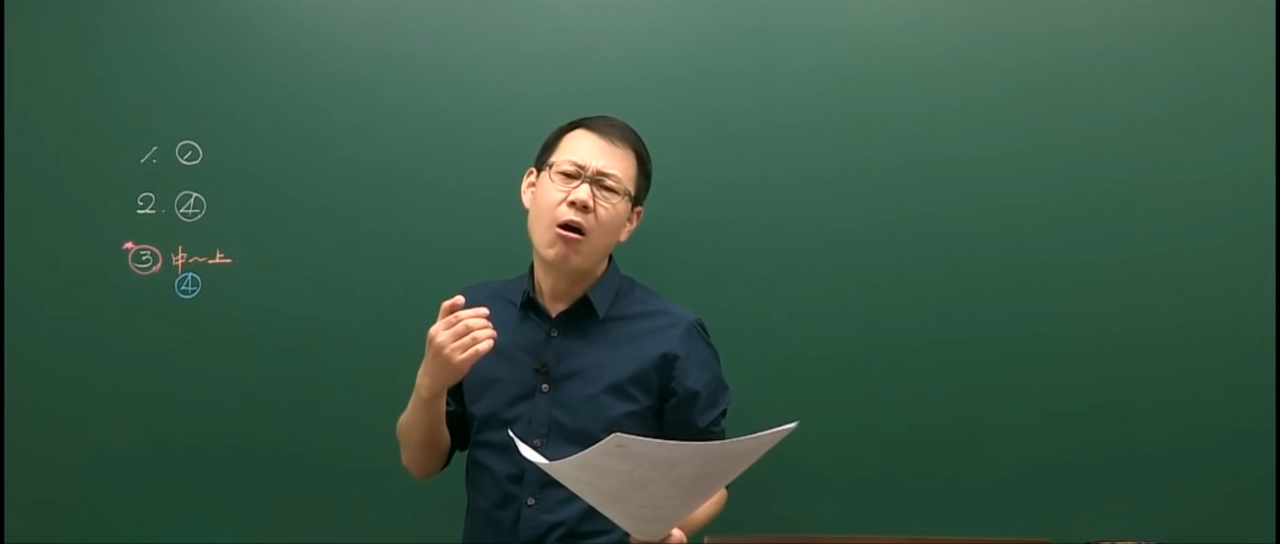 1. ①
2. ④
③ 中~上
④